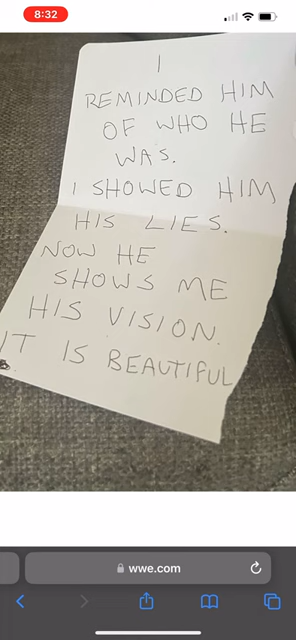 8:32
I
REMINDED HIM
OF WHO HE
WAS.
I SHOWED HIM
HIS LIES.
NOW HE
SHOWS ME
HIS VISION.
IT IS BEAUTIFUL
wwe.com